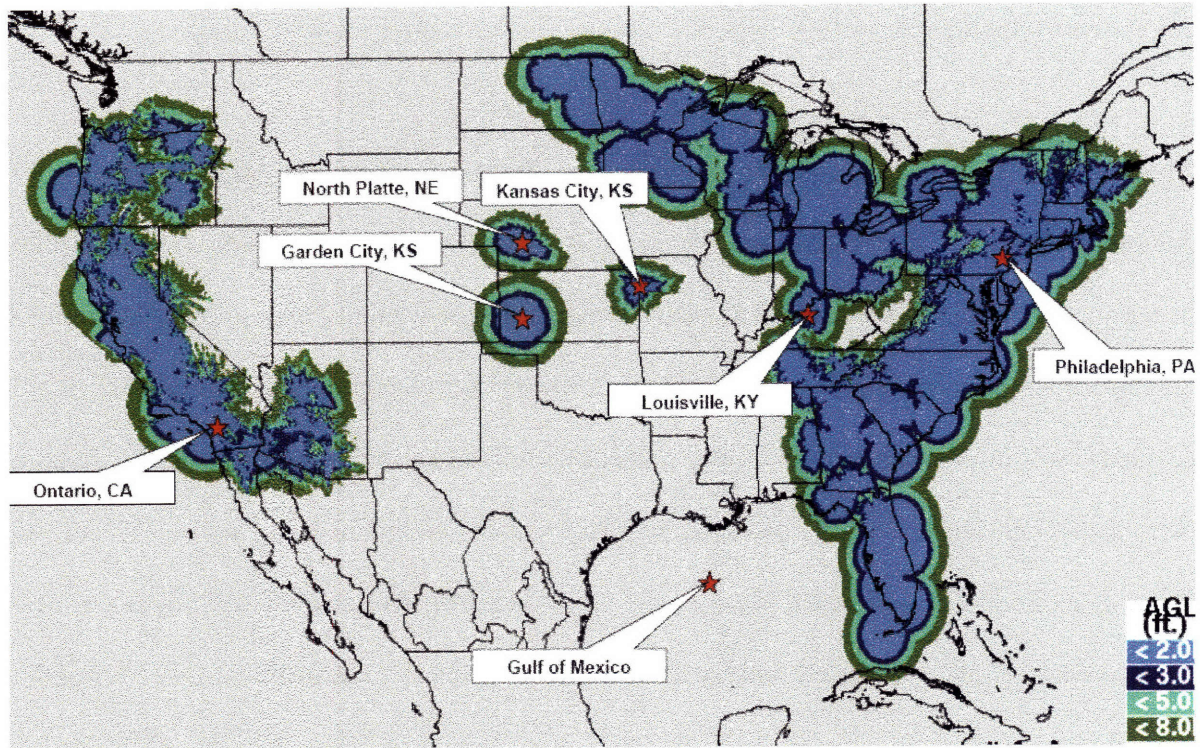 North Platte, NE
Kansas City, KS
Garden City, KS
Philadelphia, PA
Louisville, KY
Ontario, CA
Gulf of Mexico
AGL
(ft.)
< 2.0
< 3.0
< 5.0
< 8.0